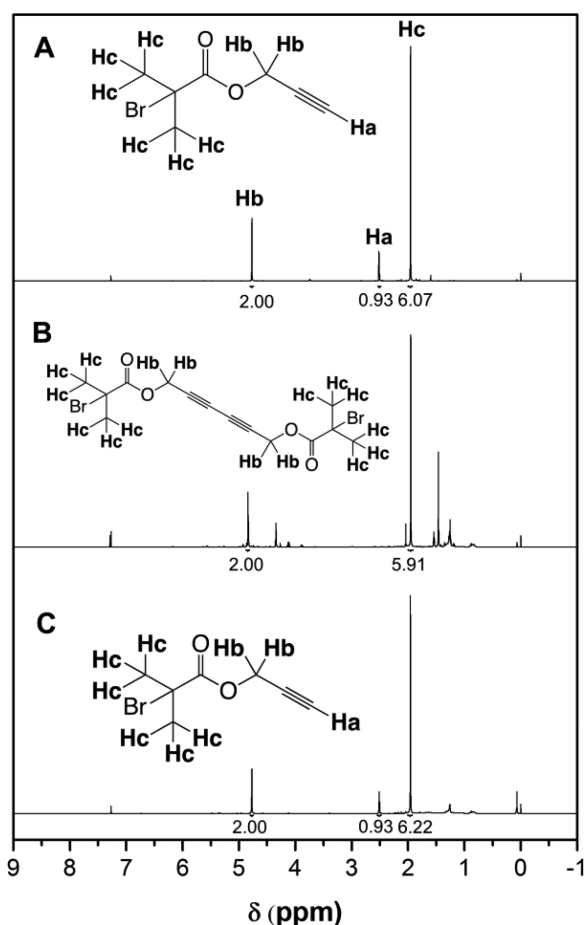 A
Hc Hc O Hb Hb Hc
Hc
Br O
Hc Hc Ha
Hc
Hb
Ha
2.00 0.93 6.07
B
Hc Hc O Hb Hb
Hc Hc Hc
Br O Br
Hc Hc O Hc
Hc Hb Hb O Hc Hc
2.00 5.91
C
Hc Hc O Hb Hb
Hc
Br O
Hc Hc Ha
Hc
2.00 0.93 6.22
9 8 7 6 5 4 3 2 1 0 -1
δ (ppm)